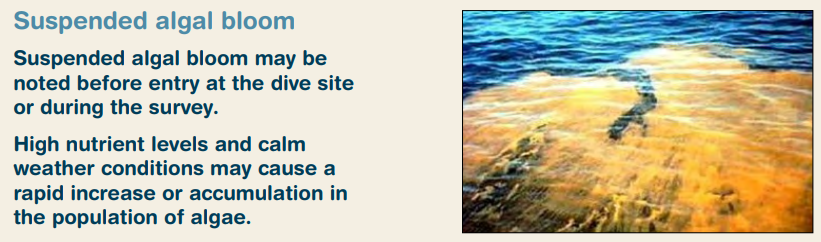 Suspended algal bloom
Suspended algal bloom may be
noted before entry at the dive site
or during the survey.
High nutrient levels and calm
weather conditions may cause a
rapid increase or accumulation in
the population of algae.